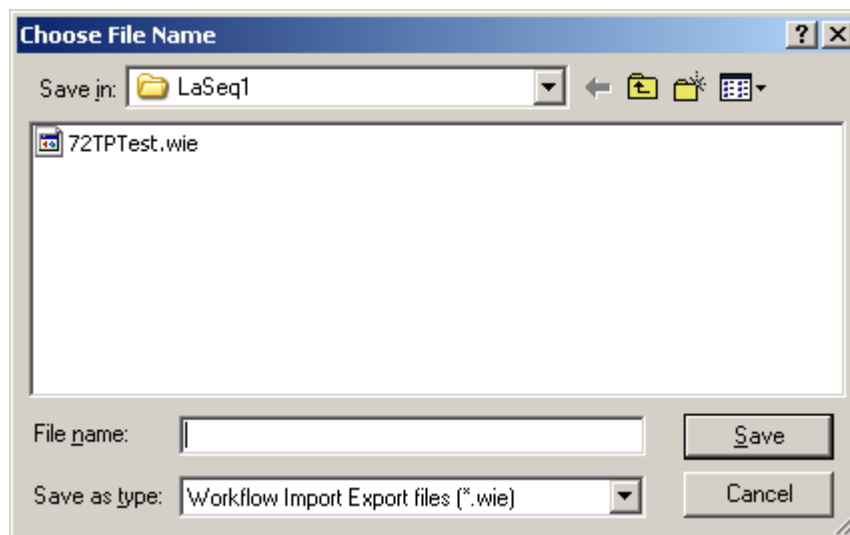 Choose File Name
Save in: LaSeq1
72TPTest.wie
File name: Save
Save as type: Workflow Import Export files (*.wie) Cancel